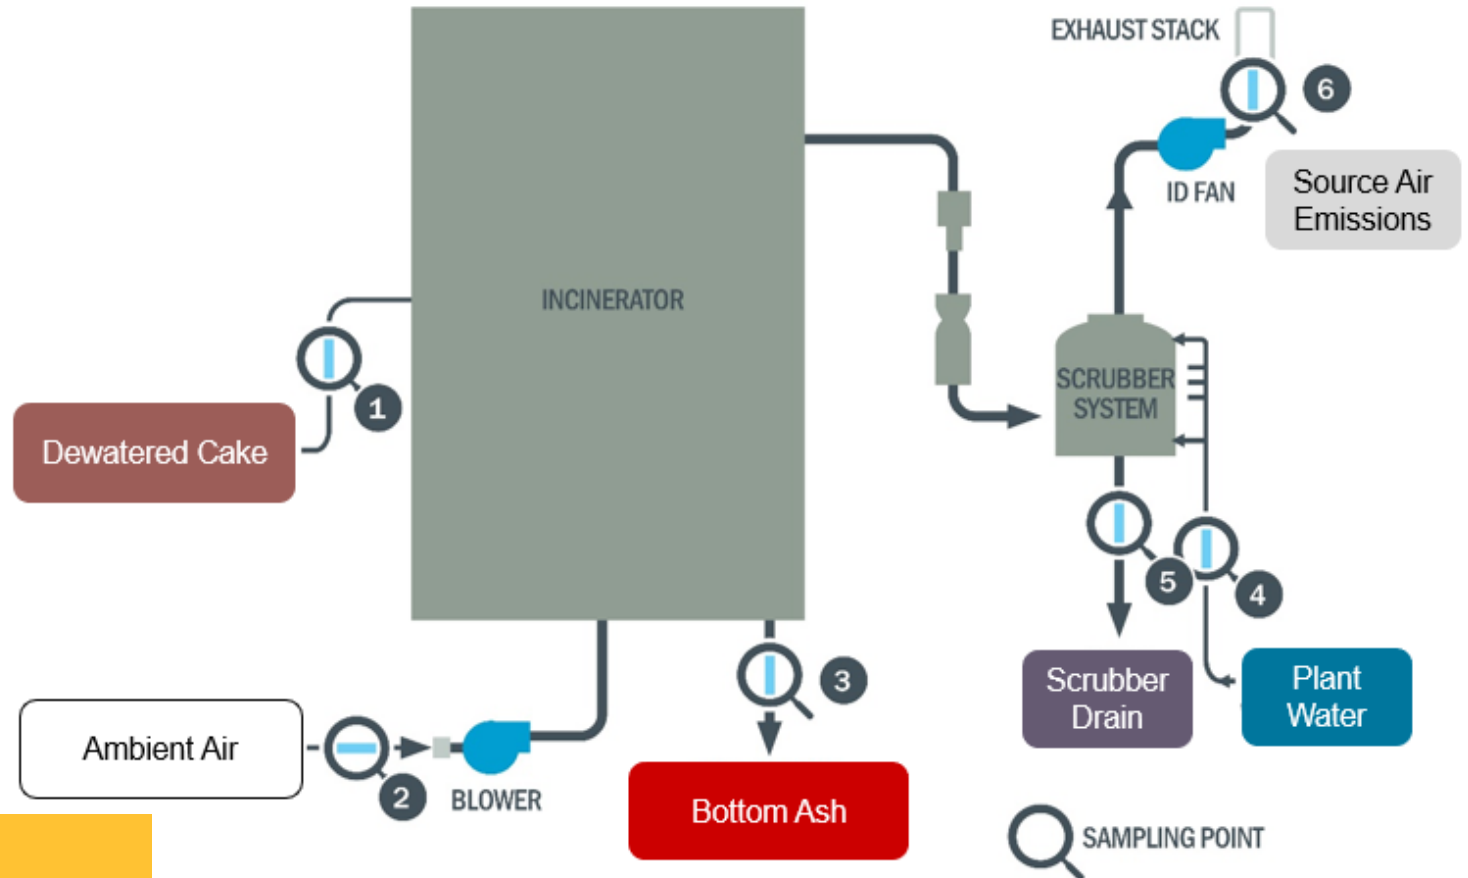 EXHAUST STACK
6
Source Air
Emissions
ID FAN
INCINERATOR
1
Dewatered Cake
SCRUBBER
SYSTEM
5
4
3
Scrubber
Drain
Plant
Water
Ambient Air
2
BLOWER
Bottom Ash
SAMPLING POINT